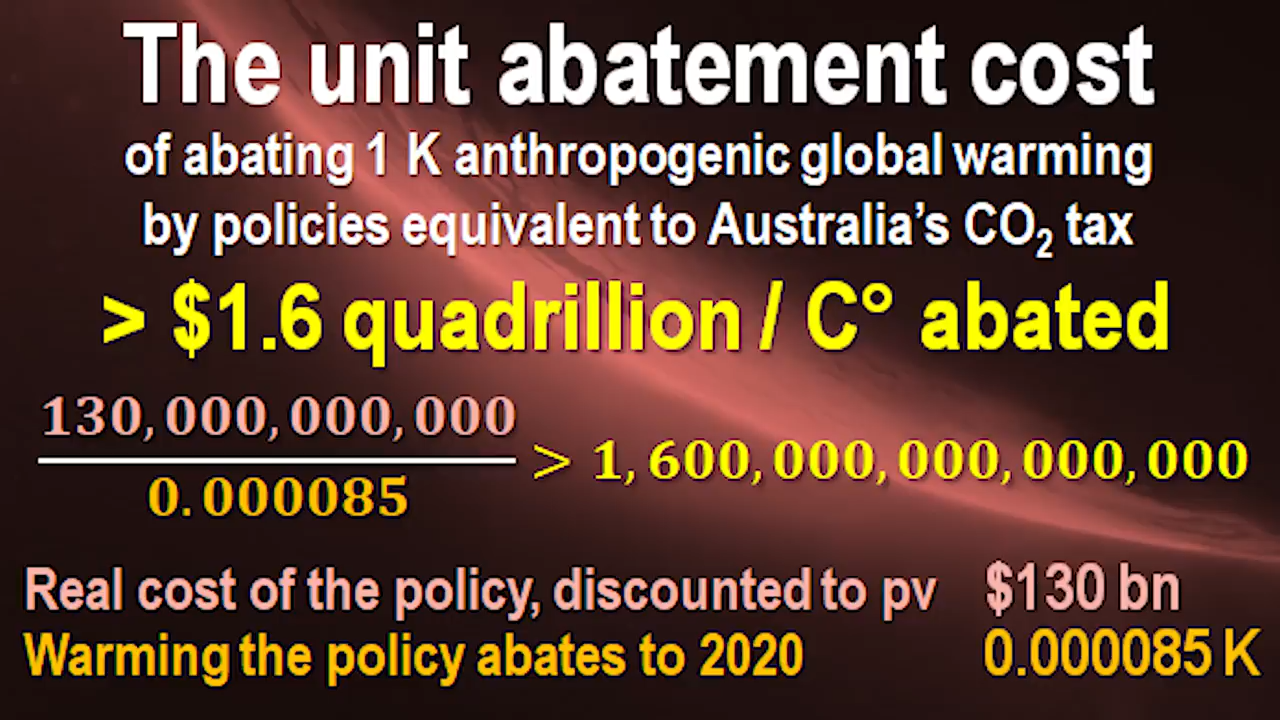 The unit abatement cost
of abating 1 K anthropogenic global warming
by policies equivalent to Australia’s CO₂ tax
> $1.6 quadrillion / C° abated
130,000,000,000
0.000085
> 1,600,000,000,000,000
Real cost of the policy, discounted to pv $130 bn
Warming the policy abates to 2020 0.000085 K